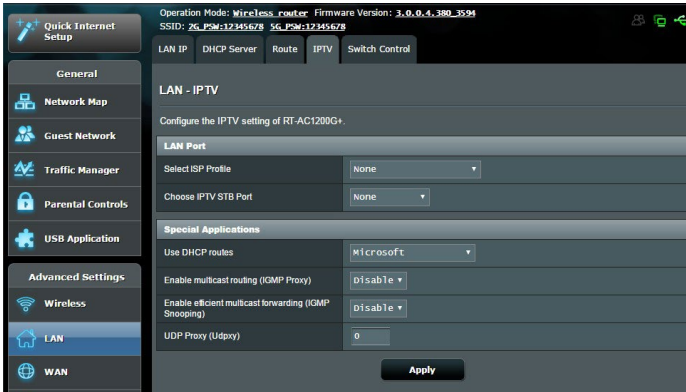 Quick Internet
Setup
Operation Mode: Wireless router Firmware Version: 3.0.0.4.380_3594
SSID: 2G_PSW:12345678 5G_PSW:12345678
LAN IP DHCP Server Route IPTV Switch Control
General
Network Map
Guest Network
Traffic Manager
Parental Controls
USB Application
Advanced Settings
Wireless
LAN
WAN
LAN - IPTV
Configure the IPTV setting of RT-AC1200G+.
LAN Port
Select ISP Profile None
Choose IPTV STB Port None
Special Applications
Use DHCP routes Microsoft
Enable multicast routing (IGMP Proxy) Disable
Enable efficient multicast forwarding (IGMP
Snooping) Disable
UDP Proxy (Udpxy) 0
Apply